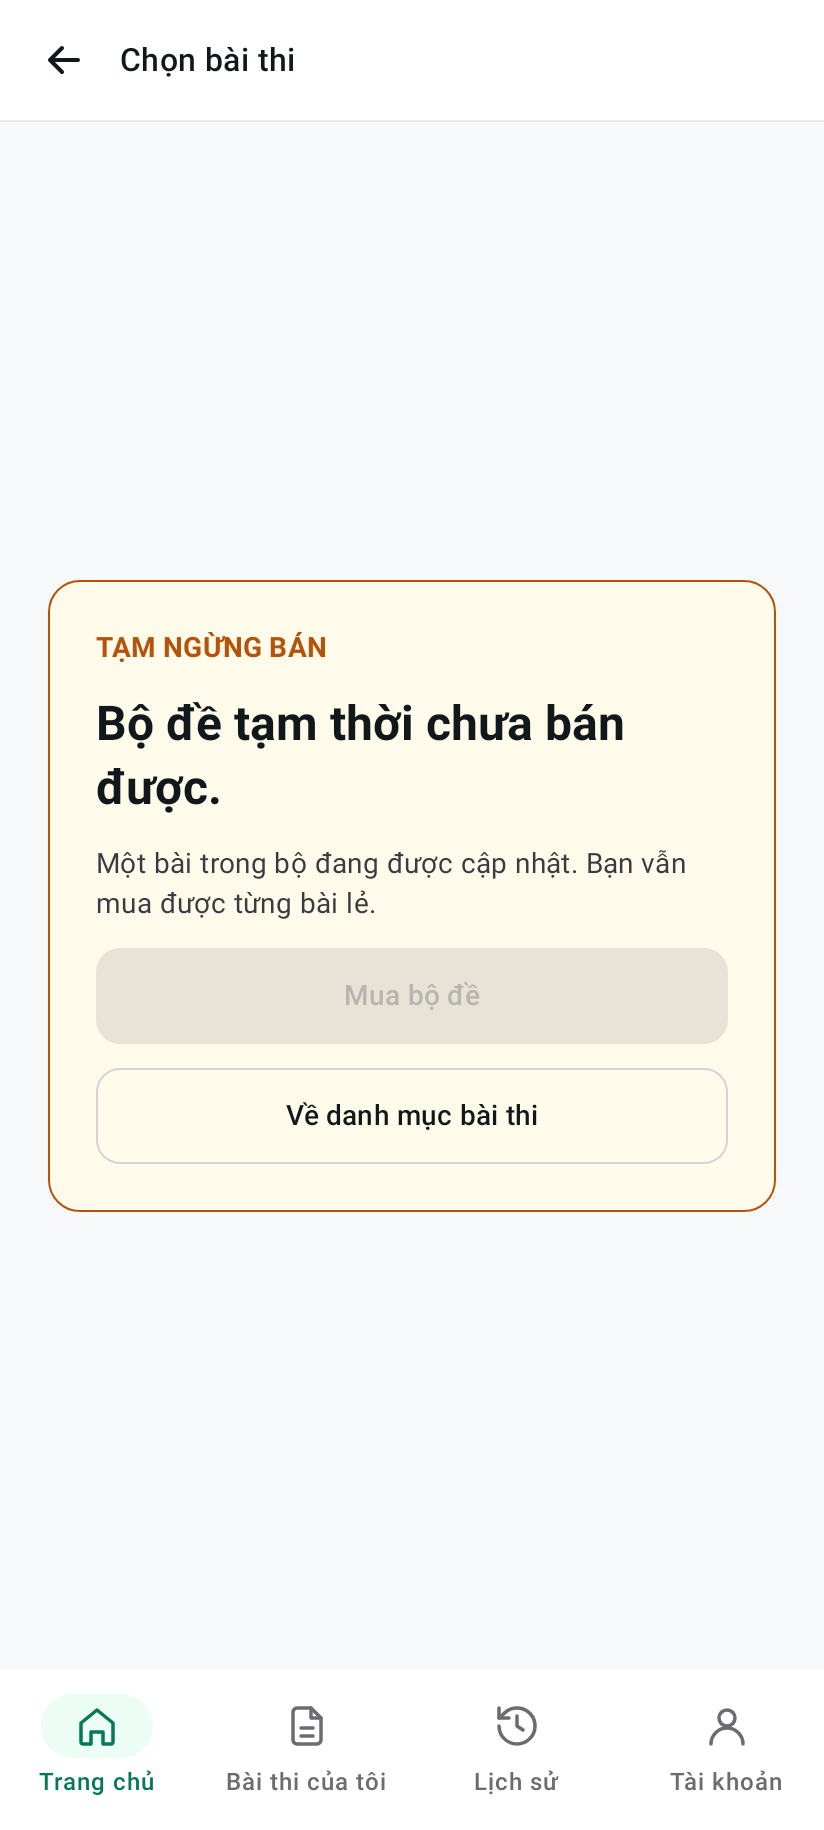 Chọn bài thi
TẠM NGỪNG BÁN
Bộ đề tạm thời chưa bán
được.
Một bài trong bộ đang được cập nhật. Bạn vẫn
mua được từng bài lẻ.
Mua bộ đề
Về danh mục bài thi
Trang chủ
Bài thi của tôi
Lịch sử
Tài khoản